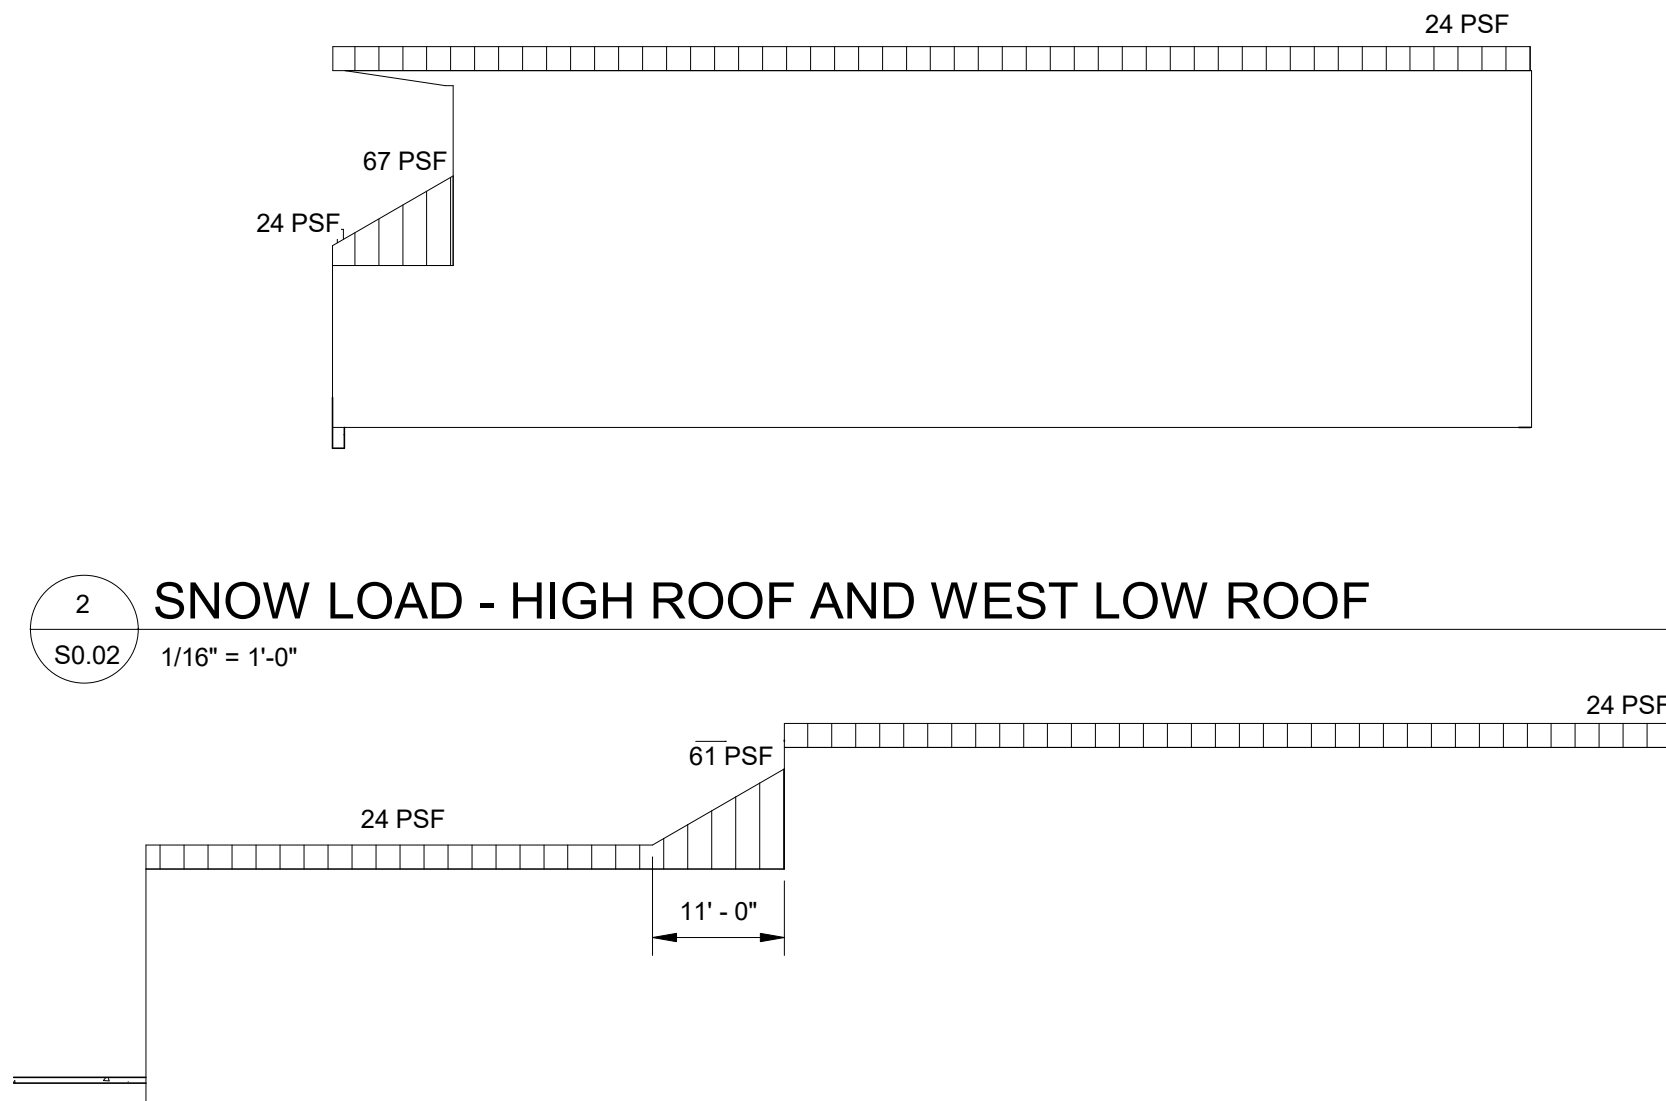 24 PSF
67 PSF
24 PSF
2
SNOW LOAD - HIGH ROOF AND WEST LOW ROOF
S0.02
1/16" = 1'-0"
24 PSF
61 PSF
24 PSF
11' - 0"